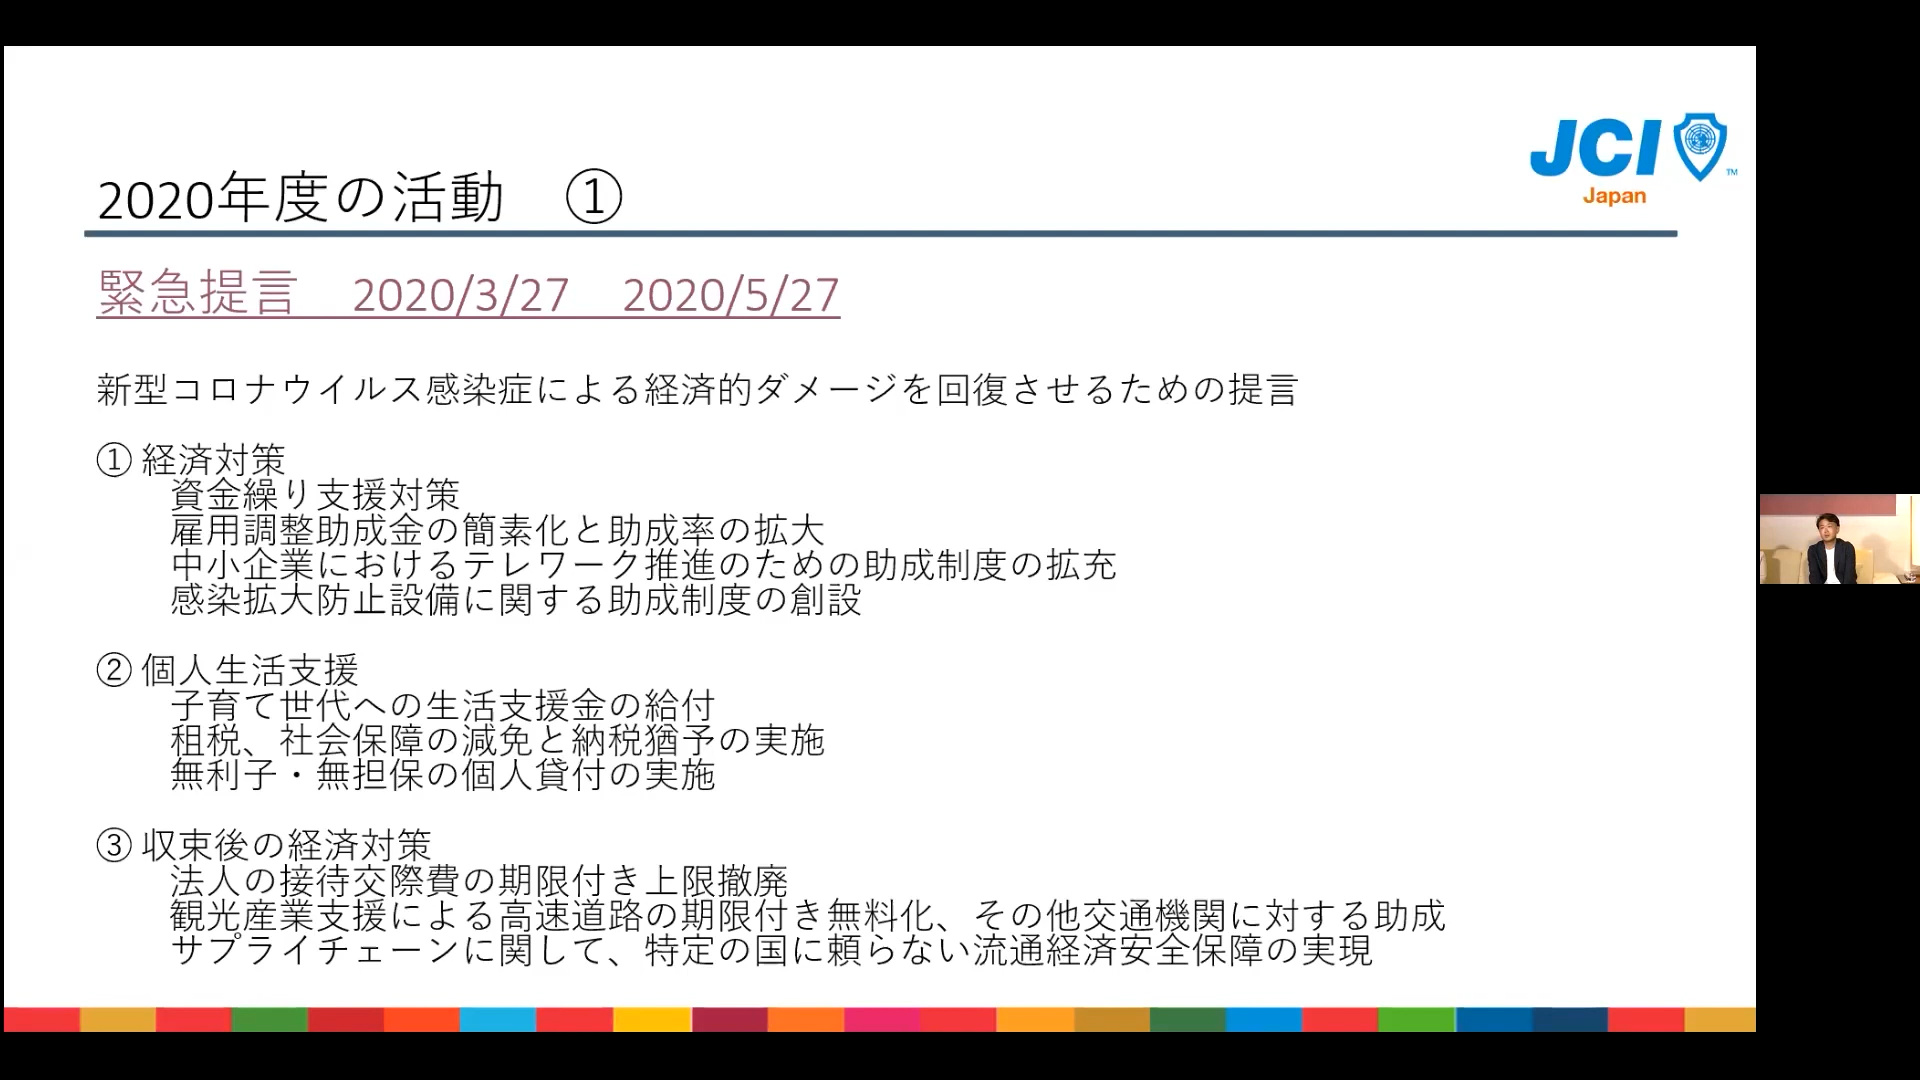 JCI
TM
Japan
2020年度の活動 ①
緊急提言 2020/3/27 2020/5/27
新型コロナウイルス感染症による経済的ダメージを回復させるための提言
① 経済対策
資金繰り支援対策
雇用調整助成金の簡素化と助成率の拡大
中小企業におけるテレワーク推進のための助成制度の拡充
感染拡大防止設備に関する助成制度の創設
② 個人生活支援
子育て世代への生活支援金の給付
租税、社会保障の減免と納税猶予の実施
無利子・無担保の個人貸付の実施
③ 収束後の経済対策
法人の接待交際費の期限付き上限撤廃
観光産業支援による高速道路の期限付き無料化、その他交通機関に対する助成
サプライチェーンに関して、特定の国に頼らない流通経済安全保障の実現